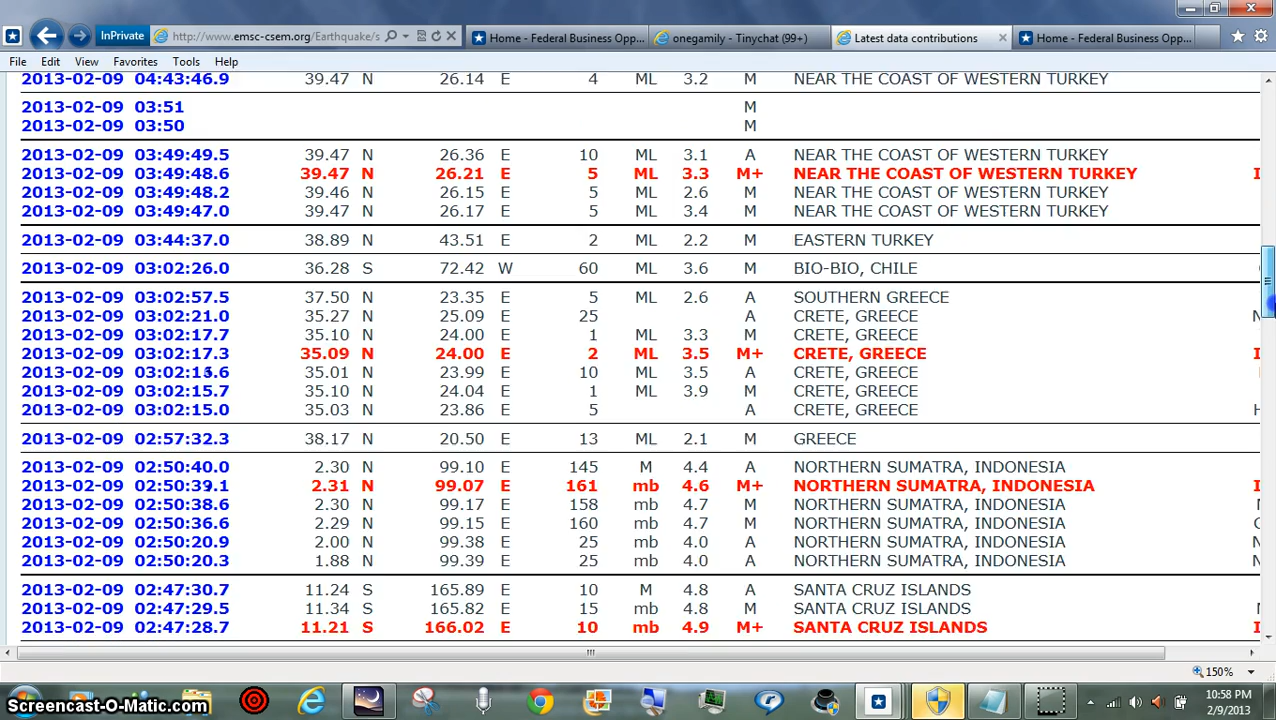 InPrivate http://www.emsc-csem.org/Earthquake/s Home - Federal Business Opp... onegamily - Tinychat (99+) Latest data contributions Home - Federal Business Opp...
File Edit View Favorites Tools Help
2013-02-09 04:43:46.9 39.47 N 26.14 E 4 ML 3.2 M NEAR THE COAST OF WESTERN TURKEY
2013-02-09 03:51 M
2013-02-09 03:50 M
2013-02-09 03:49:49.5 39.47 N 26.36 E 10 ML 3.1 A NEAR THE COAST OF WESTERN TURKEY
2013-02-09 03:49:48.6 39.47 N 26.21 E 5 ML 3.3 M+ NEAR THE COAST OF WESTERN TURKEY
2013-02-09 03:49:48.2 39.46 N 26.15 E 5 ML 2.6 M NEAR THE COAST OF WESTERN TURKEY
2013-02-09 03:49:47.0 39.47 N 26.17 E 5 ML 3.4 M NEAR THE COAST OF WESTERN TURKEY
2013-02-09 03:44:37.0 38.89 N 43.51 E 2 ML 2.2 M EASTERN TURKEY
2013-02-09 03:02:26.0 36.28 S 72.42 W 60 ML 3.6 M BIO-BIO, CHILE
2013-02-09 03:02:57.5 37.50 N 23.35 E 5 ML 2.6 A SOUTHERN GREECE
2013-02-09 03:02:21.0 35.27 N 25.09 E 25 A CRETE, GREECE
2013-02-09 03:02:17.7 35.10 N 24.00 E 1 ML 3.3 M CRETE, GREECE
2013-02-09 03:02:17.3 35.09 N 24.00 E 2 ML 3.5 M+ CRETE, GREECE
2013-02-09 35.01 N 23.99 E 10 ML 3.5 A CRETE, GREECE
2013-02-09 03:02:15.7 35.10 N 24.04 E 1 ML 3.9 M CRETE, GREECE
2013-02-09 03:02:15.0 35.03 N 23.86 E 5 A CRETE, GREECE
2013-02-09 02:57:32.3 38.17 N 20.50 E 13 ML 2.1 M GREECE
2013-02-09 02:50:40.0 2.30 N 99.10 E 145 M 4.4 A NORTHERN SUMATRA, INDONESIA
2013-02-09 02:50:39.1 2.31 N 99.07 E 161 mb 4.6 M+ NORTHERN SUMATRA, INDONESIA
2013-02-09 02:50:38.6 2.30 N 99.17 E 158 mb 4.7 M NORTHERN SUMATRA, INDONESIA
2013-02-09 02:50:36.6 2.29 N 99.15 E 160 mb 4.7 M NORTHERN SUMATRA, INDONESIA
2013-02-09 02:50:20.9 2.00 N 99.38 E 25 mb 4.0 A NORTHERN SUMATRA, INDONESIA
2013-02-09 02:50:20.3 1.88 N 99.39 E 25 mb 4.0 A NORTHERN SUMATRA, INDONESIA
2013-02-09 02:47:30.7 11.24 S 165.89 E 10 M 4.8 A SANTA CRUZ ISLANDS
2013-02-09 02:47:29.5 11.34 S 165.82 E 15 mb 4.8 M SANTA CRUZ ISLANDS
2013-02-09 02:47:28.7 11.21 S 166.02 E 10 mb 4.9 M+ SANTA CRUZ ISLANDS
150%
Screencast-O-Matic.com
10:58 PM
2/9/2013